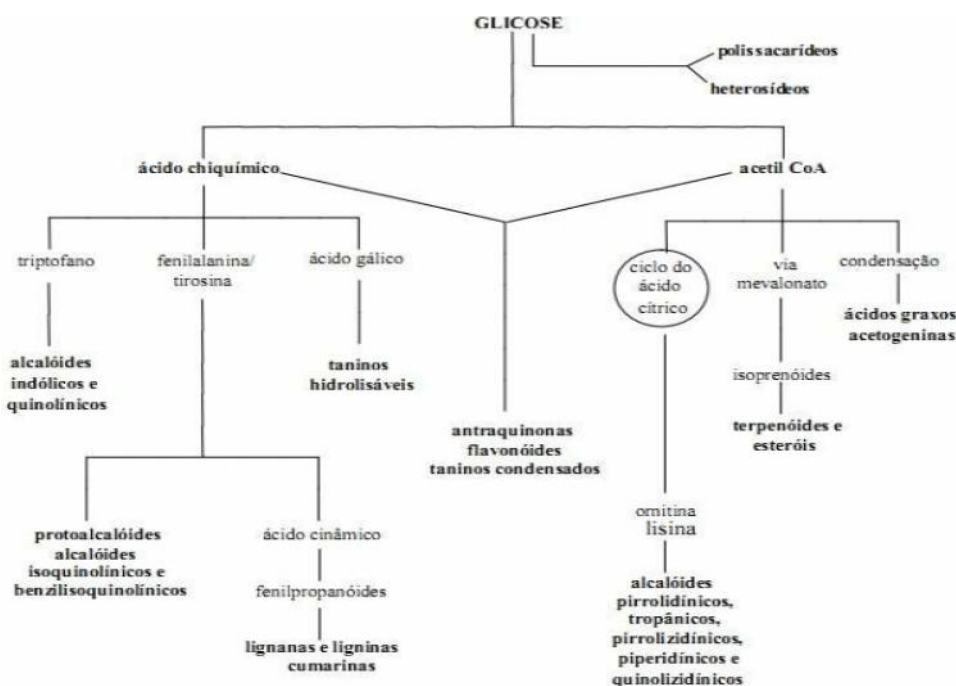 GLICOSE
polissacarídeos
heterosídeos
ácido chiquímico
acetil CoA
triptofano
fenilalanina/
tirosina
ácido gálico
ciclo do
ácido
cítrico
via
mevalonato
condensação
ácidos graxos
acetogeninas
alcalóides
indólicos e
quinolínicos
taninos
hidrolisáveis
isoprenóides
terpenóides e
esteróis
antraquinonas
flavonóides
taninos condensados
protoalcalóides
alcalóides
isoquinolínicos e
benzilisoquinolínicos
ácido cinâmico
fenilpropanóides
lignanas e ligninas
cumarinas
ornitina
lisina
alcalóides
pirrolidínicos,
tropânicos,
pirrolizidínicos,
piperidínicos e
quinolizidínicos